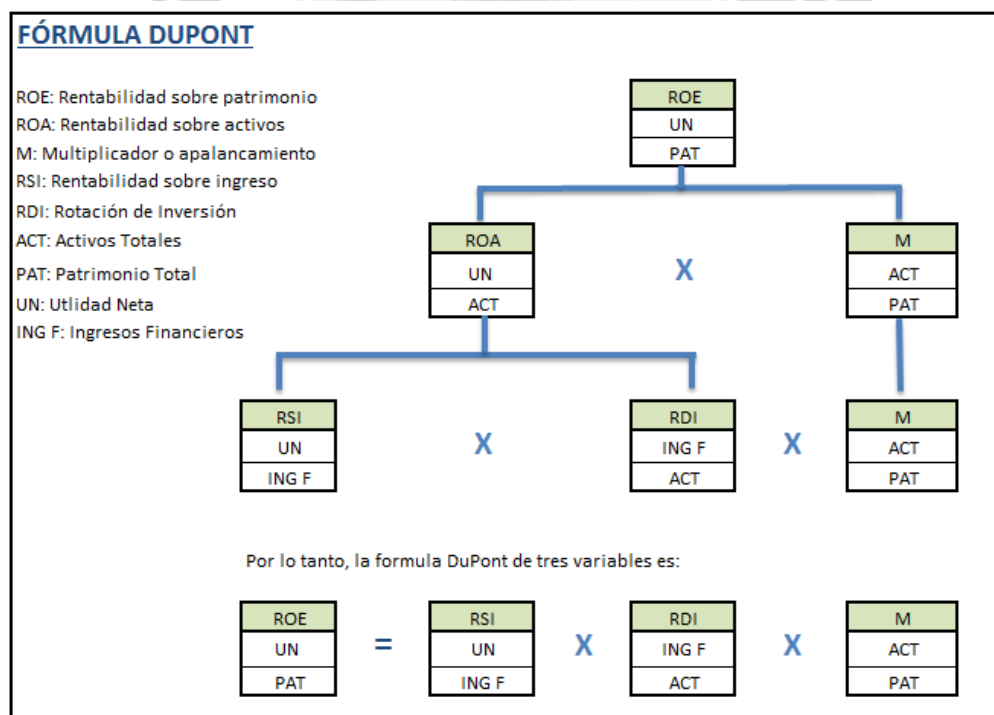 FÓRMULA DUPONT
ROE: Rentabilidad sobre patrimonio
ROA: Rentabilidad sobre activos
M: Multiplicador o apalancamiento
RSI: Rentabilidad sobre ingreso
RDI: Rotación de Inversión
ACT: Activos Totales
PAT: Patrimonio Total
UN: Utlidad Neta
ING F: Ingresos Financieros
ROE
UN
PAT
ROA X M
UN ACT
ACT PAT
RSI X RDI X M
UN ING F ACT
ING F ACT PAT
Por lo tanto, la formula DuPont de tres variables es:
ROE = RSI X RDI X M
UN UN ING F ACT
PAT ING F ACT PAT